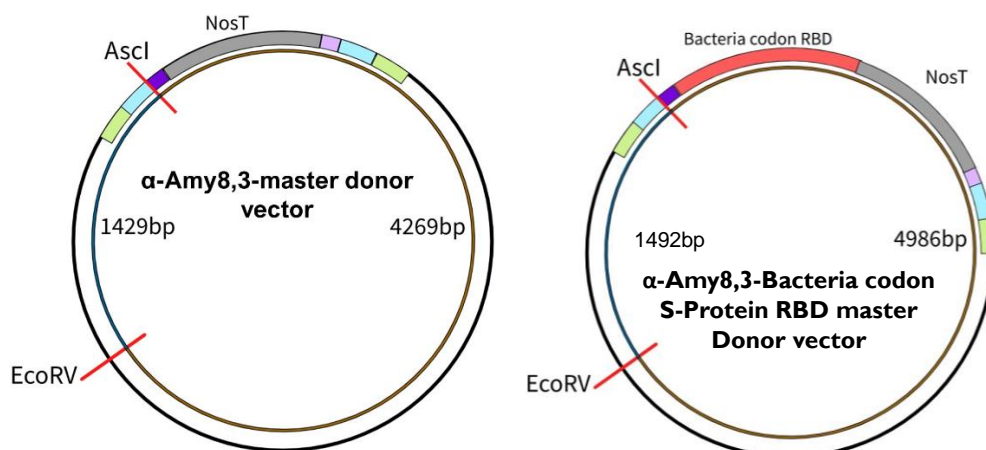 NosT
AscI
α-Amy8,3-master donor
vector
1429bp
4269bp
EcoRV
Bacteria codon RBD
AscI
NosT
1492bp
4986bp
α-Amy8,3-Bacteria codon
S-Protein RBD master
Donor vector
EcoRV